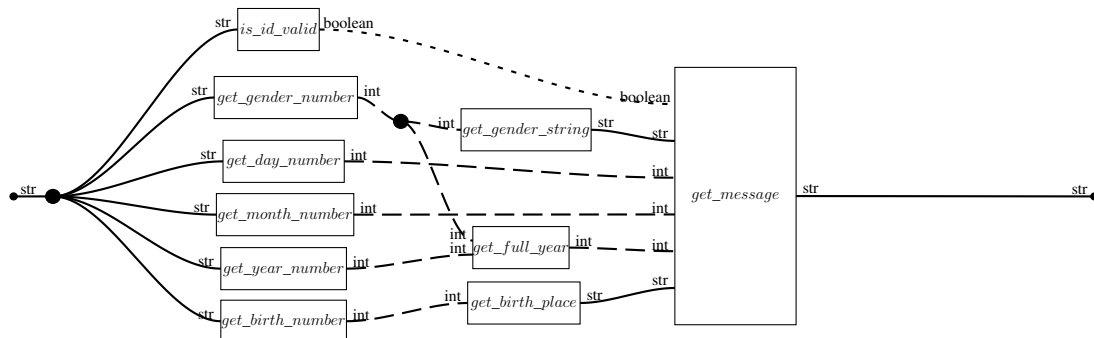 str is_id_valid boolean
str get_gender_number int
boolean
int get_gender_string str
str
str get_day_number int
int
str
get_message
str
str
str get_month_number int
int
int
int
get_full_year int
int
str get_year_number int
int get_birth_place str
str
str get_birth_number int